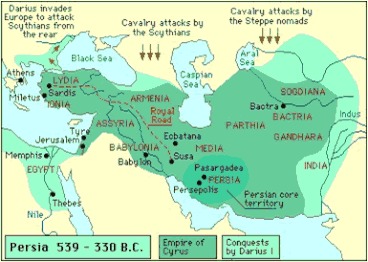 Darius invades
Europe to attack
Scythians from
the rear
Cavalry attacks
by the Scythians
Cavalry attacks by
the Steppe nomads
Black Sea
Caspian
Sea
Aral
Sea
Athens
Miletus
LYDIA
Sardis
IONIA
ARMENIA
Royal
Road
ASSYRIA
SOGDIANA
Bactra
BACTRIA
PARTHIA
GANDHARA
Indus
INDIA
Tyre
Jerusalem
Eobatana
MEDIA
BABYLONIA
Babylon
Susa
Memphis
EGYPT
Thebes
Nile
Pasargadea
PERSIA
Persepolis
Persian core
territory
Persia 539 - 330 B.C.
Empire of
Cyrus
Conquests
by Darius I